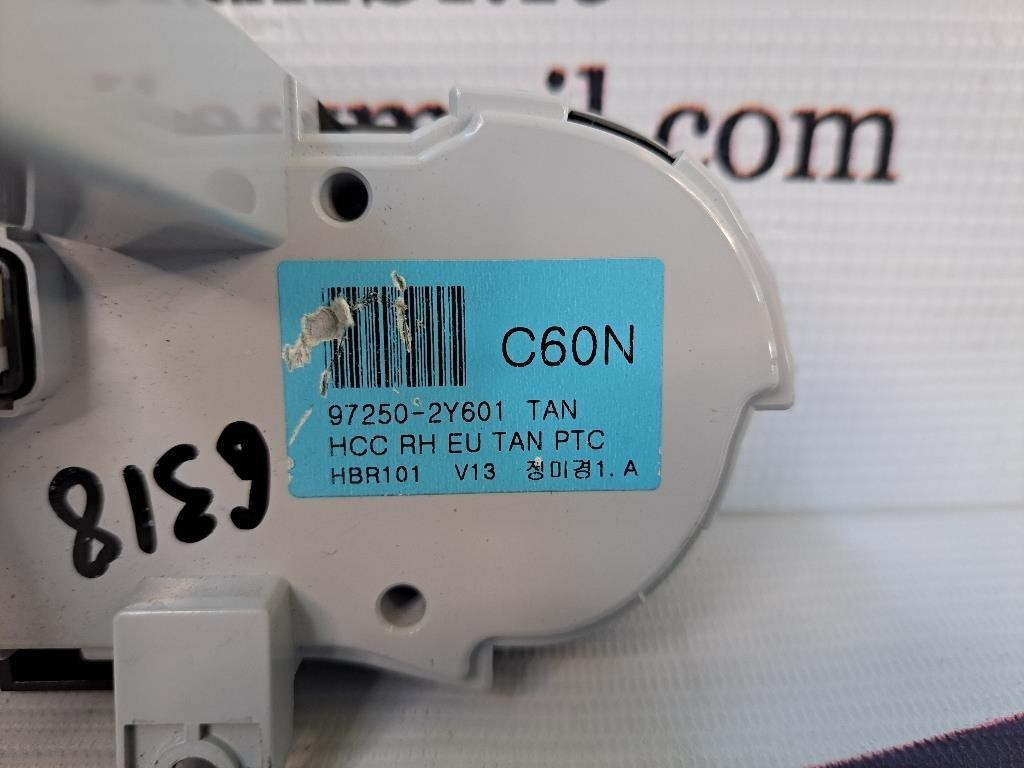 .com
C60N
97250-2Y601 TAN
HCC RH EU TAN PTC
HBR101 V13 정미경1. A
6318